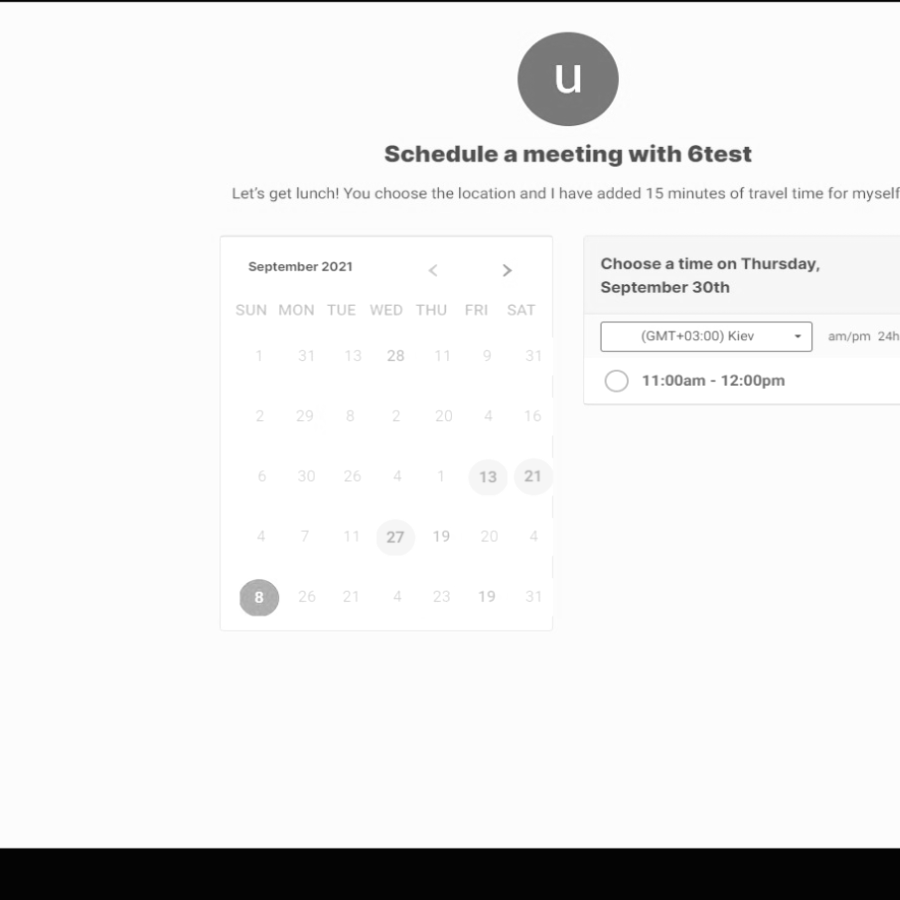 u
Schedule a meeting with 6test
Let's get lunch! You choose the location and I have added 15 minutes of travel time for myself
September 2021 < >
SUN MON TUE WED THU FRI SAT
1 31 13 28 11 9 31
2 29 8 2 20 4 16
6 30 26 4 1 13 21
4 7 11 27 19 20 4
8 26 21 4 23 19 31
Choose a time on Thursday,
September 30th
(GMT+03:00) Kiev am/pm 24h
11:00am - 12:00pm